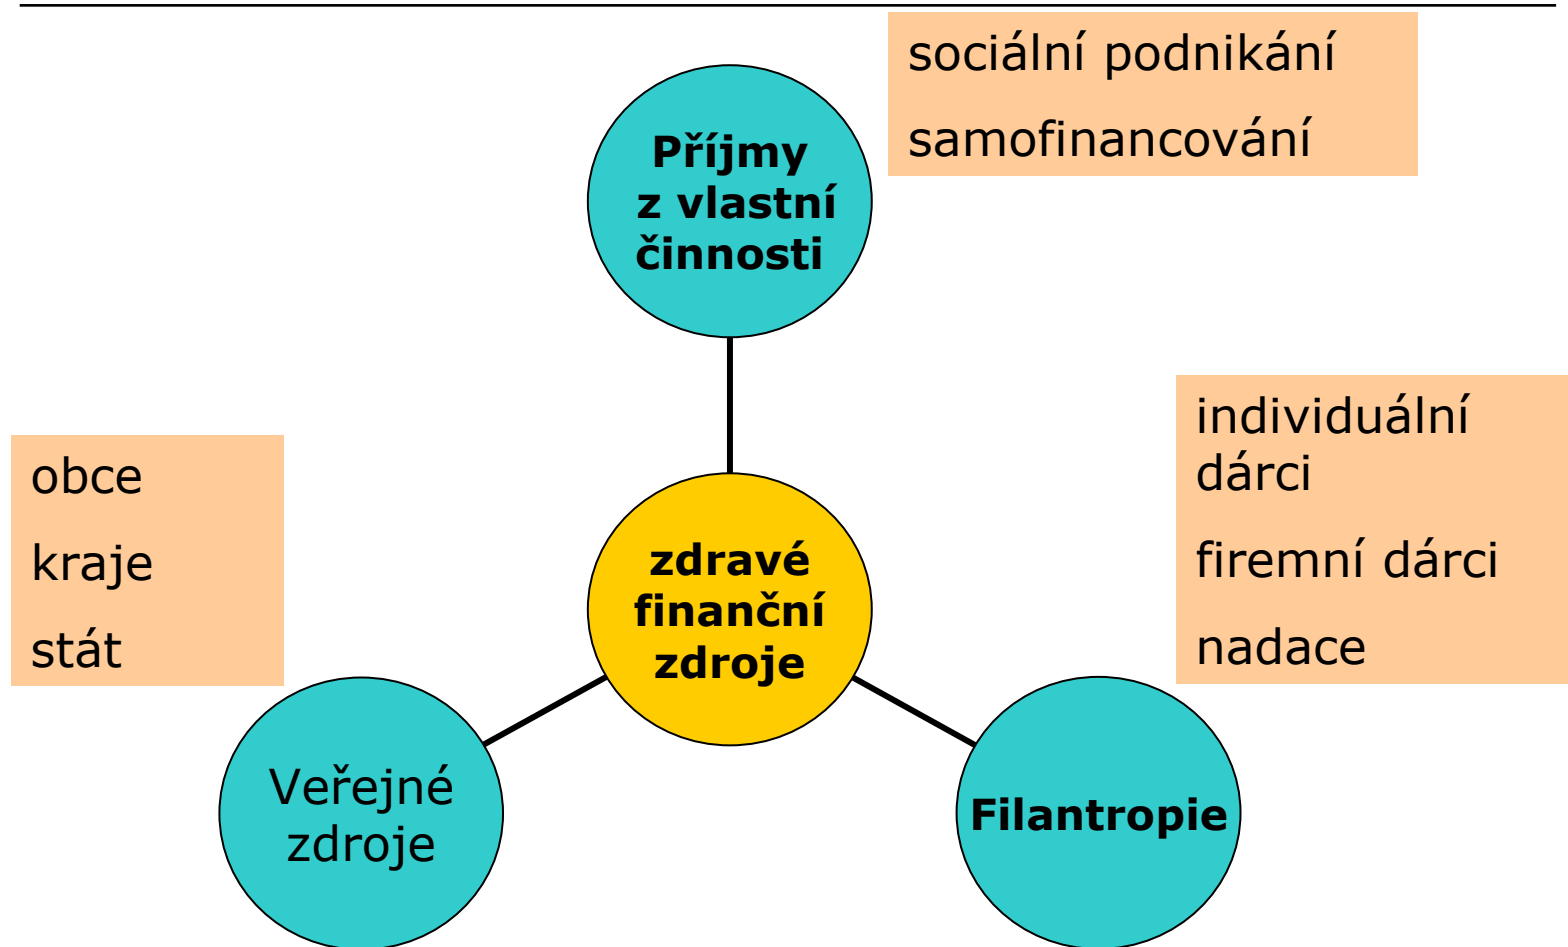 sociální podnikání
samofinancování
Příjmy
z vlastní
činnosti
individuální
dárci
firemní dárci
nadace
obce
kraje
stát
zdravé
finanční
zdroje
Veřejné
zdroje
Filantropie